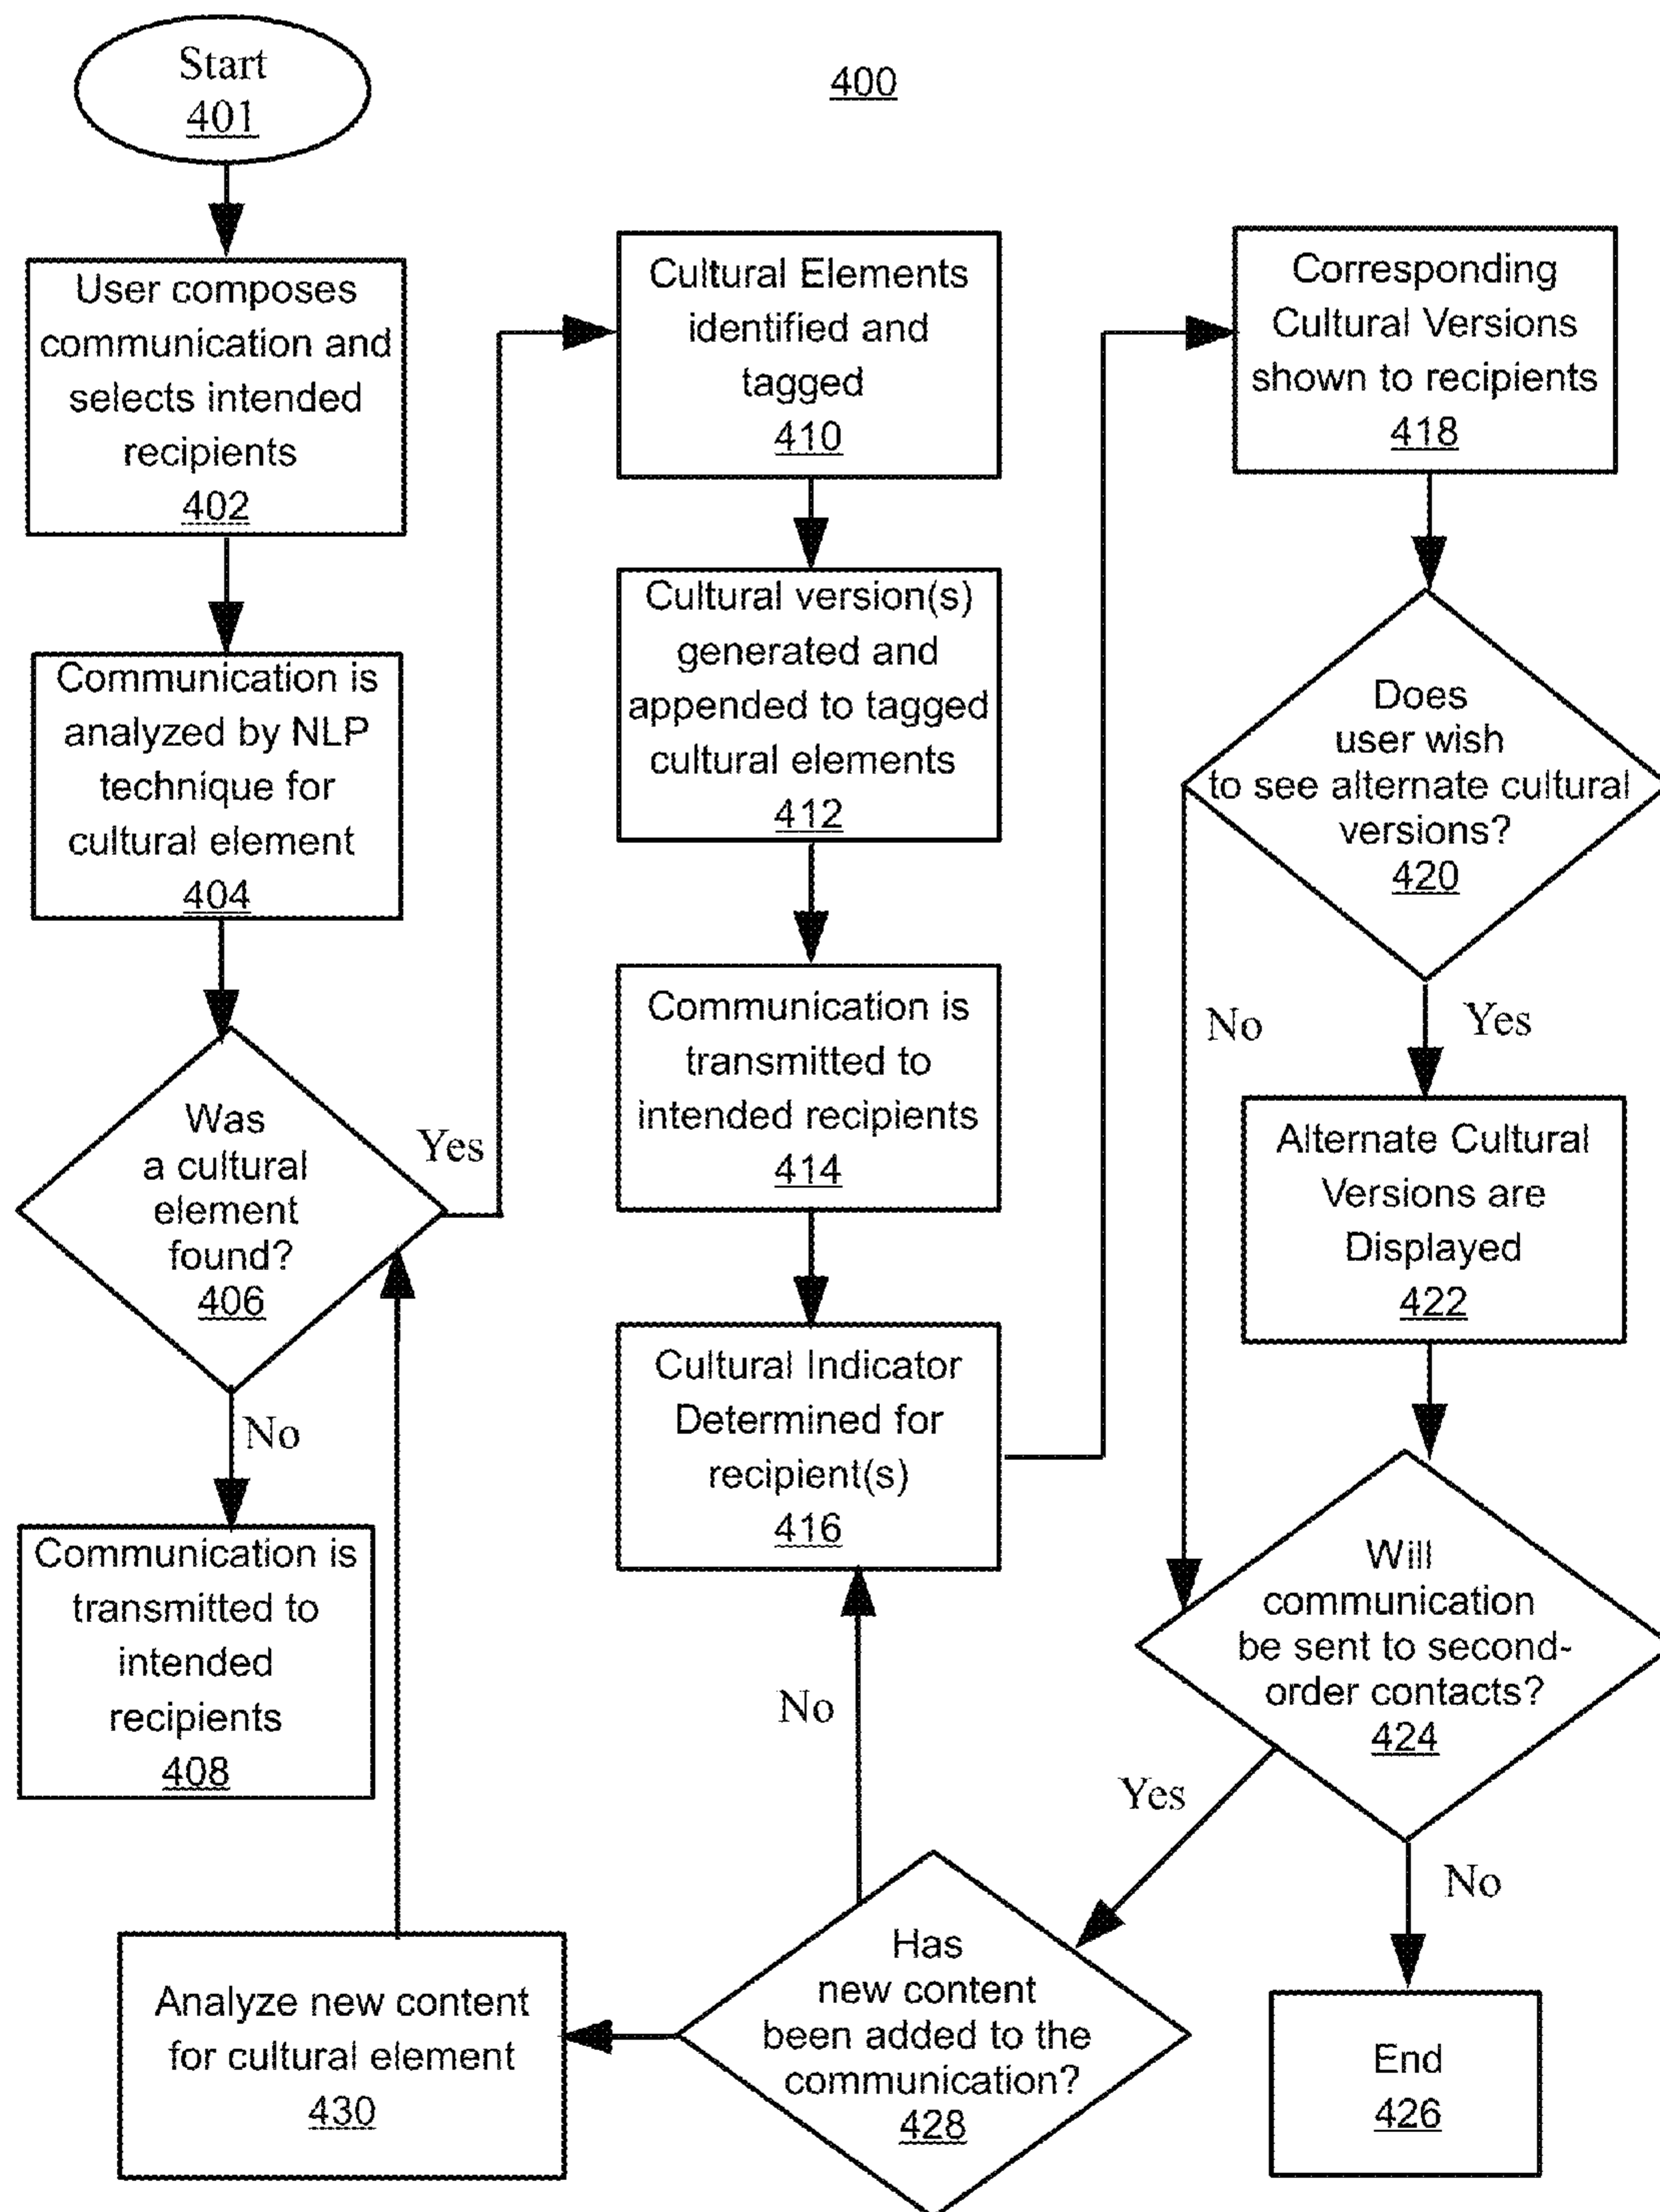 400
Start
401
User composes
communication and
selects intended
recipients
402
Communication is
analyzed by NLP
technique for
cultural element
404
Was
a cultural
element
found?
406
Yes
No
Communication is
transmitted to
intended
recipients
408
Cultural Elements
identified and
tagged
410
Cultural version(s)
generated and
appended to tagged
cultural elements
412
Communication is
transmitted to
intended recipients
414
Cultural Indicator
Determined for
recipient(s)
416
Corresponding
Cultural Versions
shown to recipients
418
Does
user wish
to see alternate cultural
versions?
420
No
Yes
Alternate Cultural
Versions are
Displayed
422
Will
communication
be sent to second-
order contacts?
424
Yes
No
End
426
Has
new content
been added to the
communication?
428
No
Analyze new content
for cultural element
430